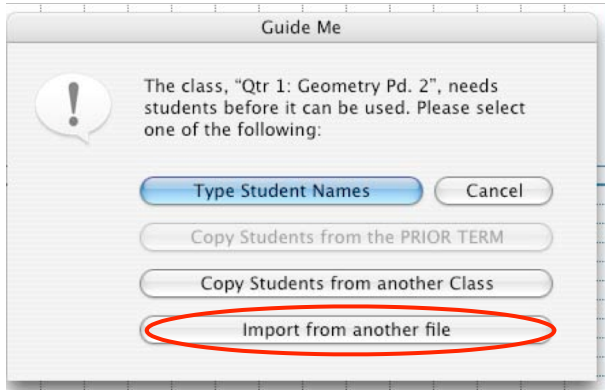 Guide Me
The class, "Qtr 1: Geometry Pd. 2", needs
students before it can be used. Please select
one of the following:
Type Student Names
Cancel
Copy Students from the PRIOR TERM
Copy Students from another Class
Import from another file